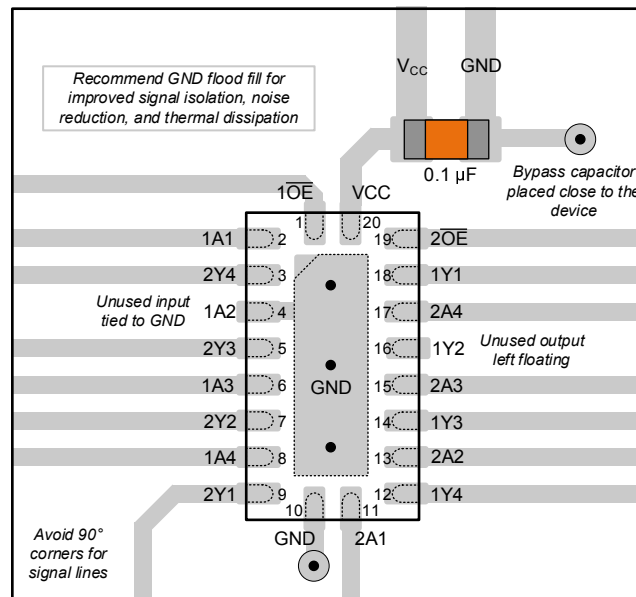 V_CC GND
Recommend GND flood fill for
improved signal isolation, noise
reduction, and thermal dissipation
0.1 µF
Bypass capacitor
placed close to the
device
1O̅E̅ VCC
1 20
1A1 2 19 2O̅E̅
2Y4 3 18 1Y1
Unused input
tied to GND
1A2 4 17 2A4
2Y3 5 16 1Y2
Unused output
left floating
1A3 6 GND 15 2A3
2Y2 7 14 1Y3
1A4 8 13 2A2
2Y1 9 12 1Y4
10 11
GND 2A1
Avoid 90°
corners for
signal lines